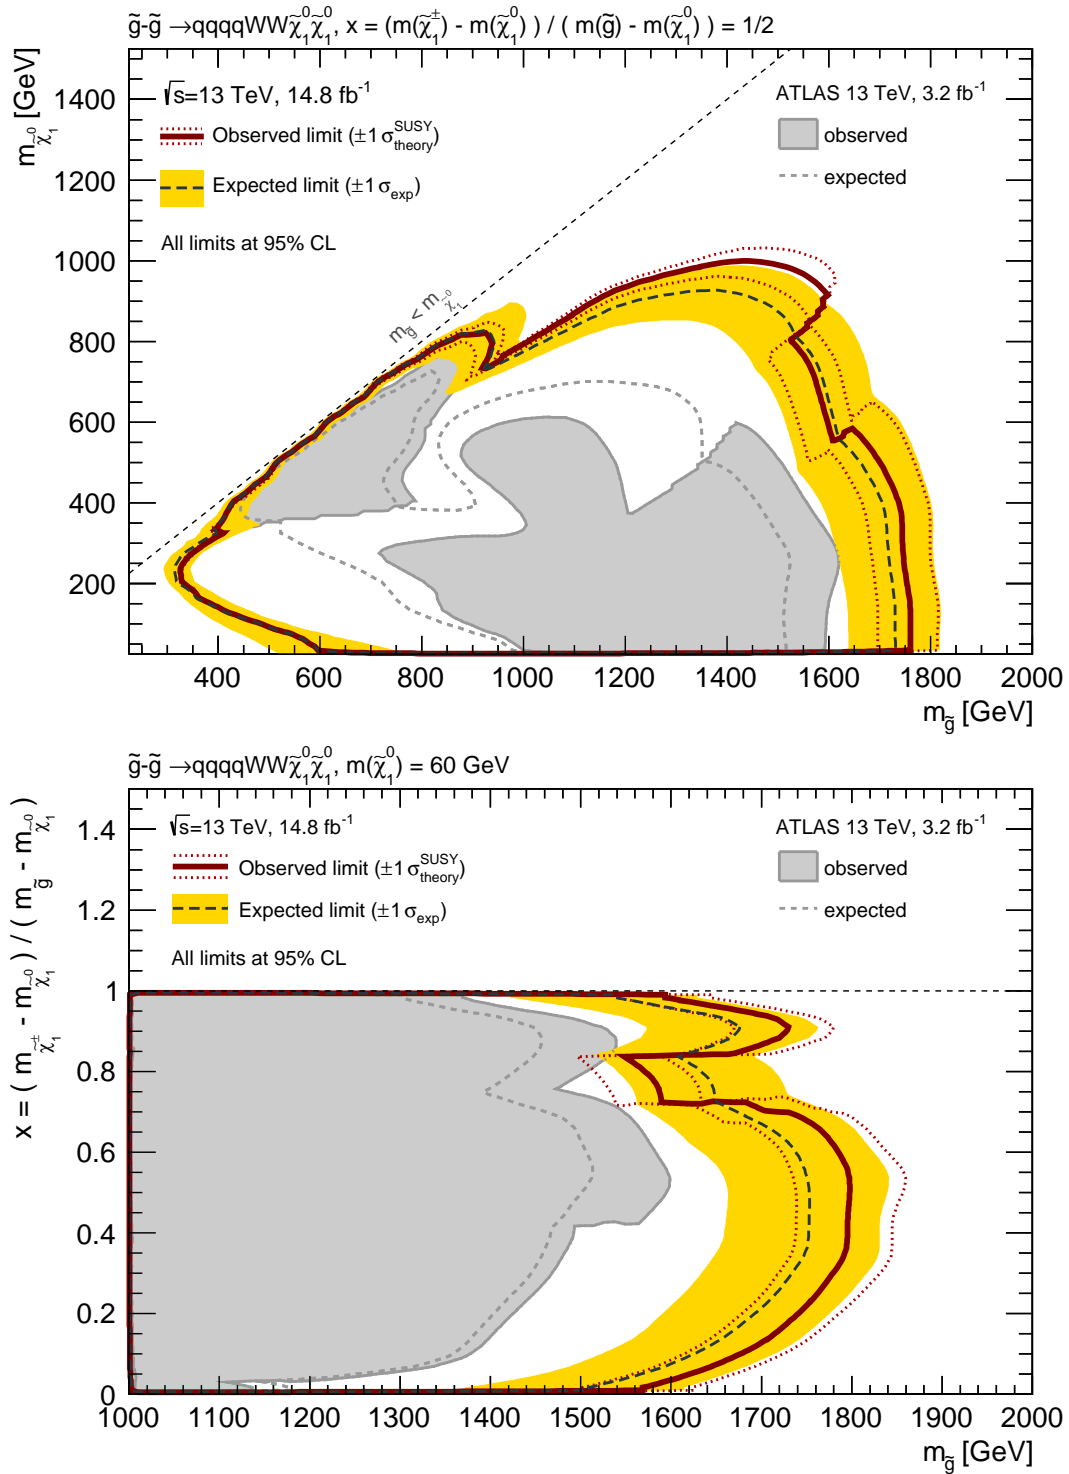 g̃-g̃ →qqqqWWχ̃₁⁰χ̃₁⁰, x = (m(χ̃₁±) - m(χ̃₁⁰) ) / ( m(g̃) - m(χ̃₁⁰) ) = 1/2
m_χ̃₁⁰ [GeV]
√s=13 TeV, 14.8 fb⁻¹
Observed limit (±1 σ_theory^SUSY)
Expected limit (±1 σ_exp)
All limits at 95% CL
ATLAS 13 TeV, 3.2 fb⁻¹
observed
expected
m_g̃ < m_χ̃₁⁰
1400
1200
1000
800
600
400
200
400 600 800 1000 1200 1400 1600 1800 2000
m_g̃ [GeV]
g̃-g̃ →qqqqWWχ̃₁⁰χ̃₁⁰, m(χ̃₁⁰) = 60 GeV
x = ( m_χ̃₁± - m_χ̃₁⁰ ) / ( m_g̃ - m_χ̃₁⁰ )
√s=13 TeV, 14.8 fb⁻¹
Observed limit (±1 σ_theory^SUSY)
Expected limit (±1 σ_exp)
All limits at 95% CL
ATLAS 13 TeV, 3.2 fb⁻¹
observed
expected
1.4
1.2
1
0.8
0.6
0.4
0.2
0
1000 1100 1200 1300 1400 1500 1600 1700 1800 1900 2000
m_g̃ [GeV]